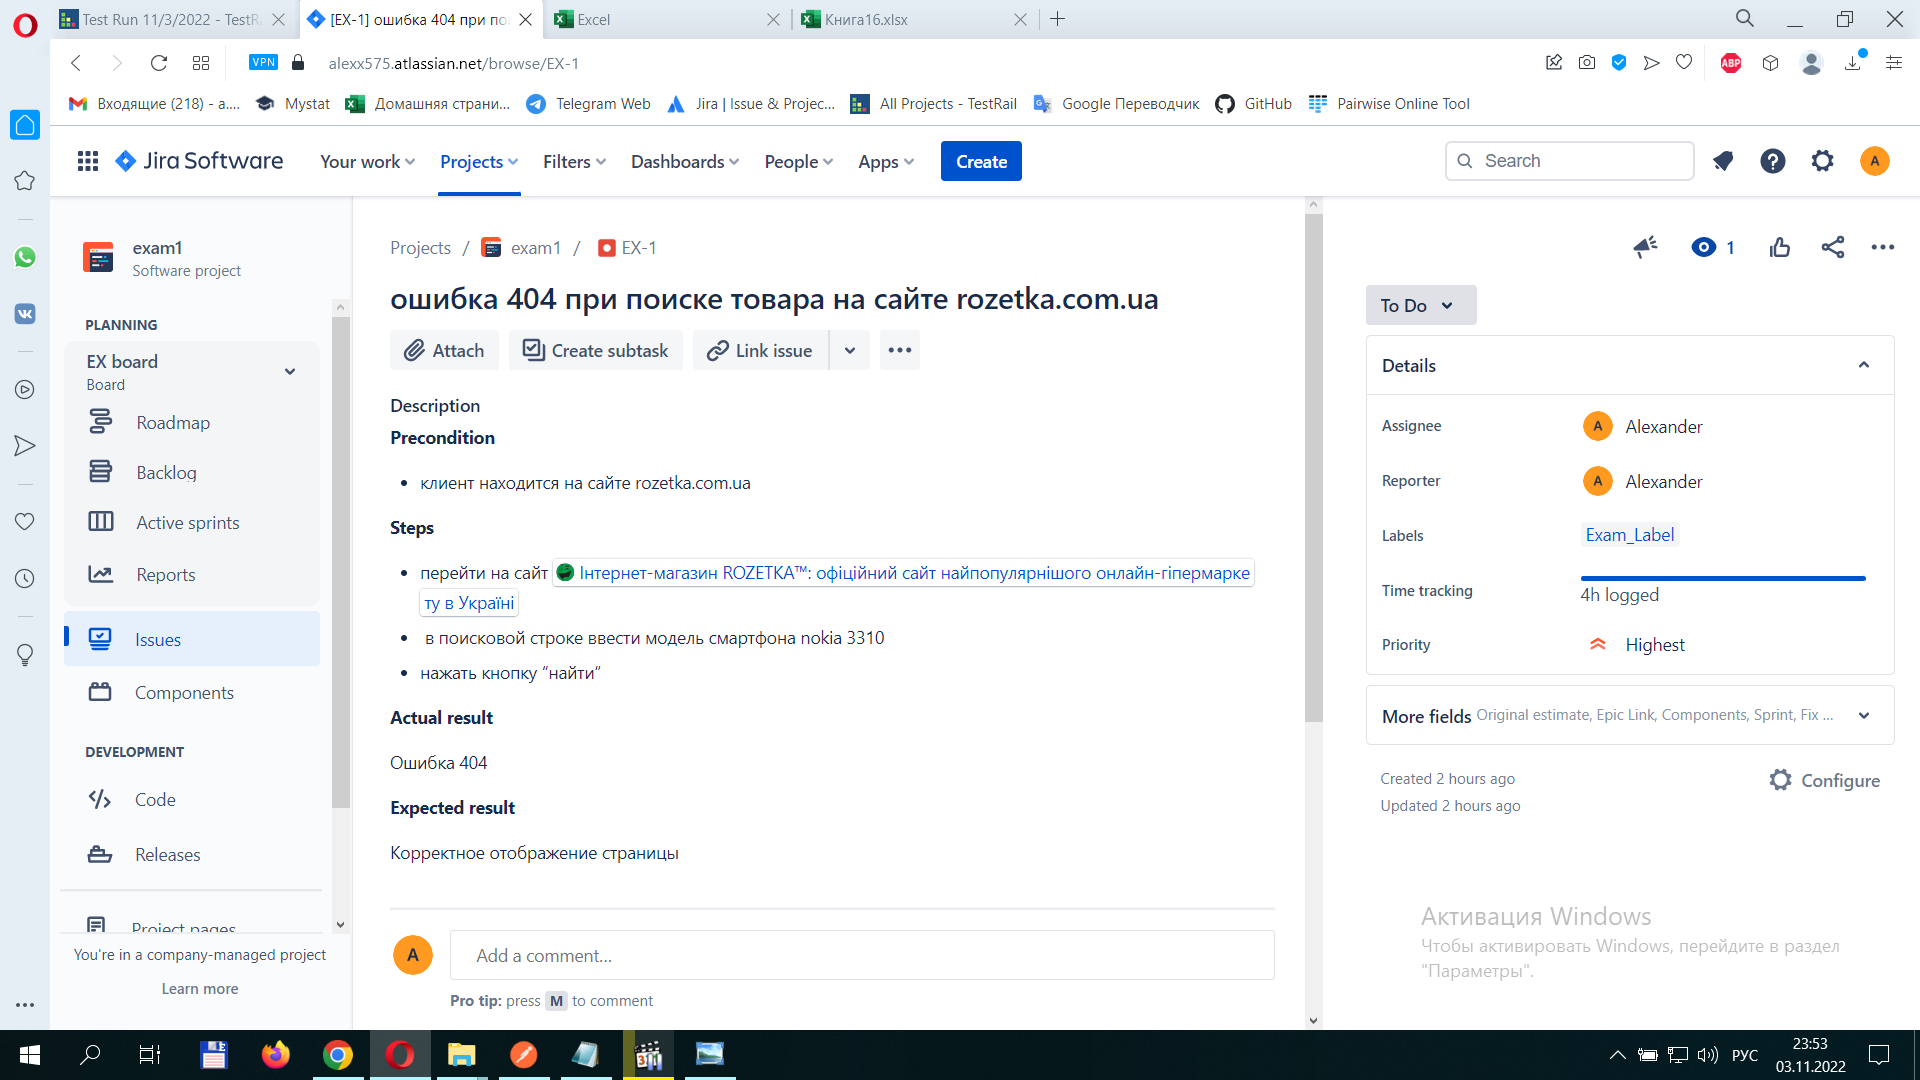 Test Run 11/3/2022 - TestR
[EX-1] ошибка 404 при по
Excel
Книга16.xlsx
VPN
alexx575.atlassian.net/browse/EX-1
ABP
Входящие (218) - a....
Mystat
Домашняя страни...
Telegram Web
Jira | Issue & Projec...
All Projects - TestRail
Google Переводчик
GitHub
Pairwise Online Tool
Jira Software
Your work
Projects
Filters
Dashboards
People
Apps
Create
Search
A
exam1
Software project
PLANNING
EX board
Board
Roadmap
Backlog
Active sprints
Reports
Issues
Components
DEVELOPMENT
Code
Releases
Project pages
You're in a company-managed project
Learn more
Projects / exam1 / EX-1
ошибка 404 при поиске товара на сайте rozetka.com.ua
Attach
Create subtask
Link issue
Description
Precondition
• клиент находится на сайте rozetka.com.ua
Steps
• перейти на сайт Інтернет-магазин ROZETKA™: офіційний сайт найпопулярнішого онлайн-гіпермарке
ту в Україні
• в поисковой строке ввести модель смартфона nokia 3310
• нажать кнопку “найти“
Actual result
Ошибка 404
Expected result
Корректное отображение страницы
A
Add a comment...
Pro tip: press M to comment
1
To Do
Details
Assignee
A Alexander
Reporter
A Alexander
Labels
Exam_Label
Time tracking
4h logged
Priority
Highest
More fields Original estimate, Epic Link, Components, Sprint, Fix ...
Created 2 hours ago
Configure
Updated 2 hours ago
Активация Windows
Чтобы активировать Windows, перейдите в раздел
"Параметры".
311
РУС
23:53
03.11.2022